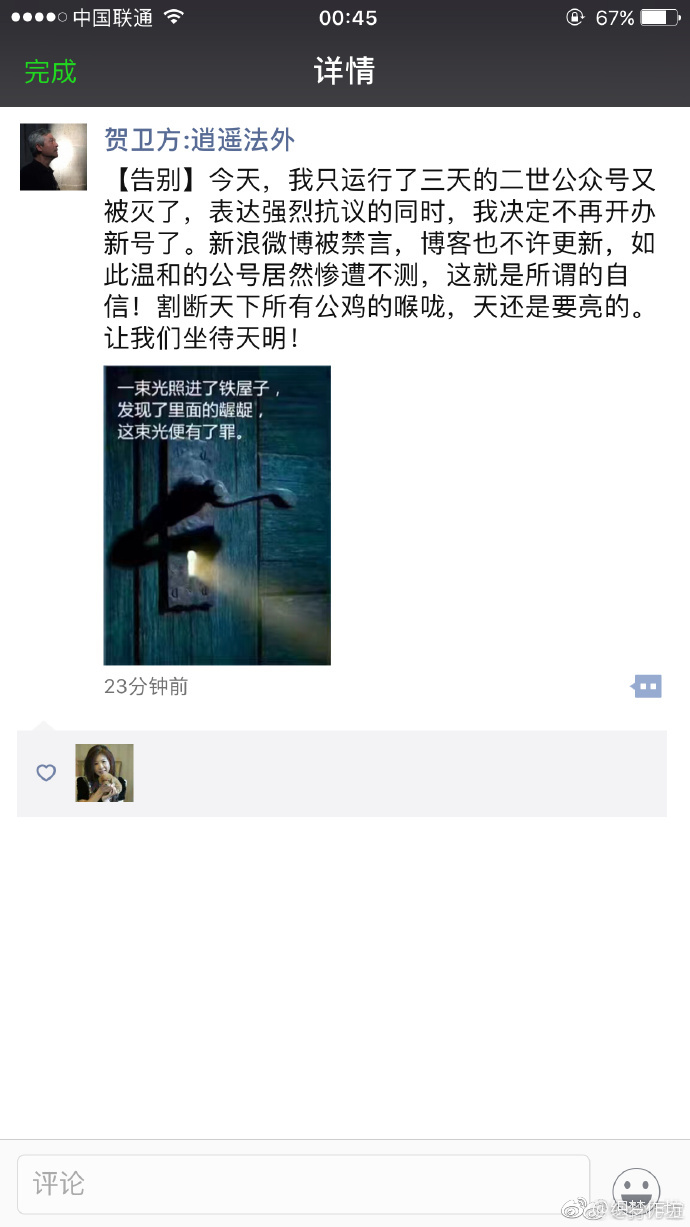 中国联通
00:45
67%
完成
详情
贺卫方:逍遥法外
【告别】今天，我只运行了三天的二世公众号又
被灭了，表达强烈抗议的同时，我决定不再开办
新号了。新浪微博被禁言，博客也不许更新，如
此温和的公号居然惨遭不测，这就是所谓的自
信！割断天下所有公鸡的喉咙，天还是要亮的。
让我们坐待天明！
一束光照进了铁屋子，
发现了里面的龌龊，
这束光便有了罪。
23分钟前
评论